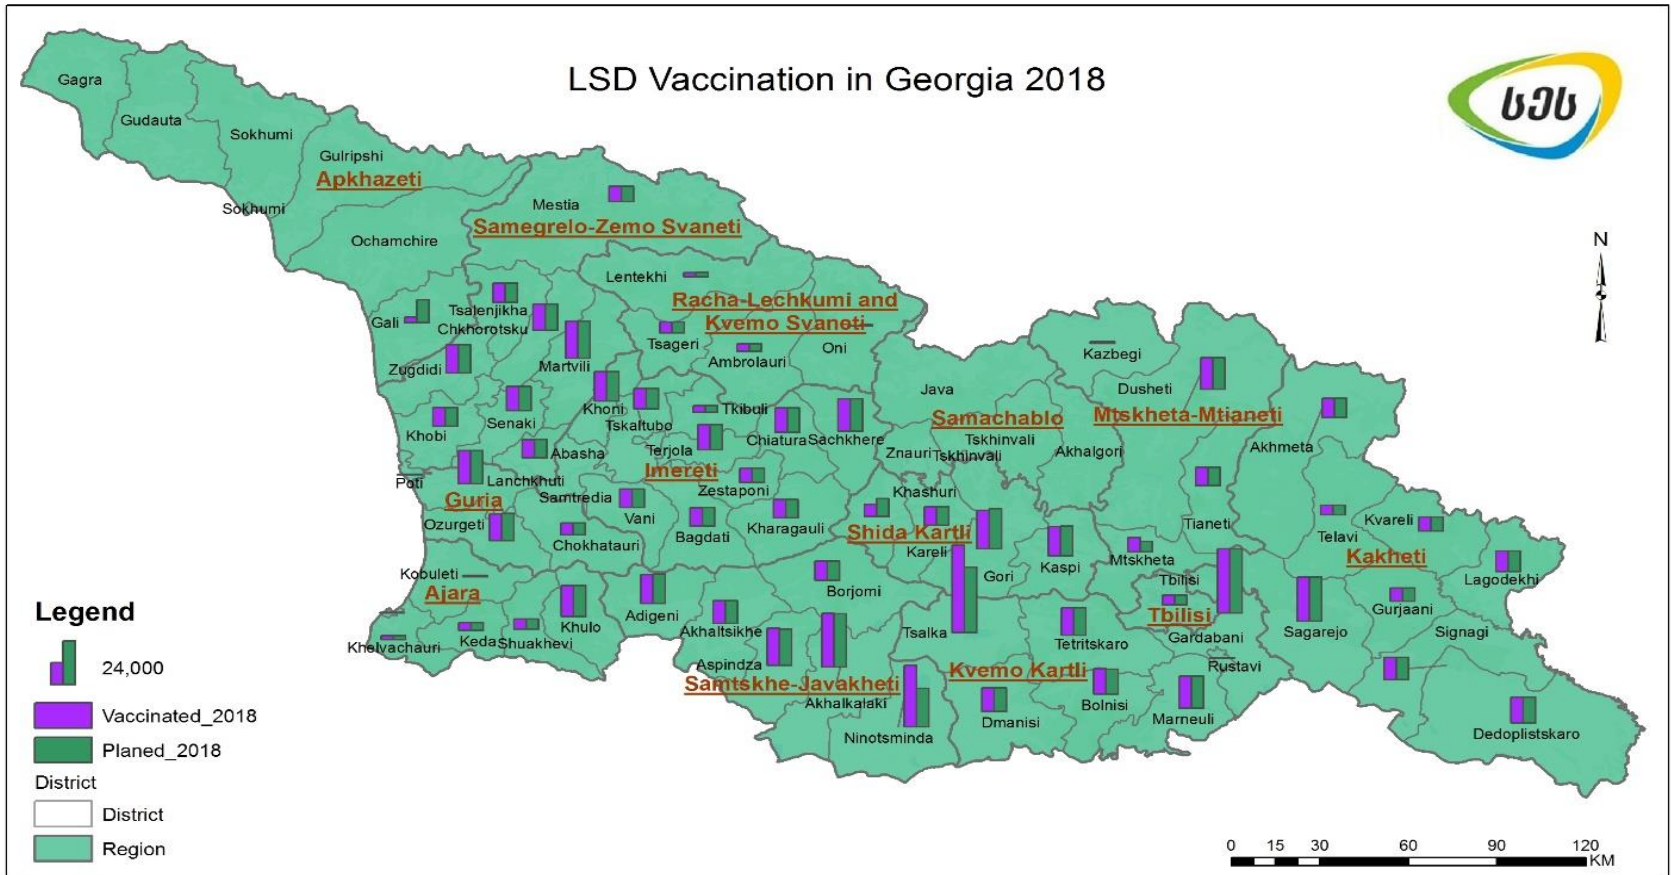 LSD Vaccination in Georgia 2018
სეს
Gagra
Gudauta
Sokhumi
Gulripshi
Apkhazeti
Sokhumi
Ochamchire
Mestia
Samegrelo-Zemo Svaneti
N
Lentekhi
Racha-Lechkumi and
Kvemo Svaneti
Tsalenjikha
Gali
Chkhorotsku
Tsageri
Ambrolauri
Oni
Kazbegi
Zugdidi
Martvili
Java
Dusheti
Khoni
Tskaltubo
Tkibuli
Samachablo
Mtskheta-Mtianeti
Khobi
Senaki
Chiatura
Sachkhere
Tskhinvali
Znauri
Tskhinvali
Akhalgori
Akhmeta
Abasha
Terjola
Imereti
Poti
Lanchkhuti
Guria
Samtredia
Zestaponi
Khashuri
Vani
Kharagauli
Shida Kartli
Ozurgeti
Chokhatauri
Bagdati
Kareli
Gori
Kaspi
Mtskheta
Tianeti
Telavi
Kvareli
Kakheti
Lagodekhi
Kobuleti
Ajara
Borjomi
Tbilisi
Tbilisi
Gurjaani
Khelvachauri
Keda
Shuakhevi
Khulo
Adigeni
Akhaltsikhe
Tsalka
Tetritskaro
Gardabani
Sagarejo
Signagi
Aspindza
Samtskhe-Javakheti
Kvemo Kartli
Rustavi
Akhalkalaki
Ninotsminda
Dmanisi
Bolnisi
Marneuli
Dedoplistskaro
Legend
24,000
Vaccinated_2018
Planed_2018
District
District
Region
0 15 30 60 90 120
KM